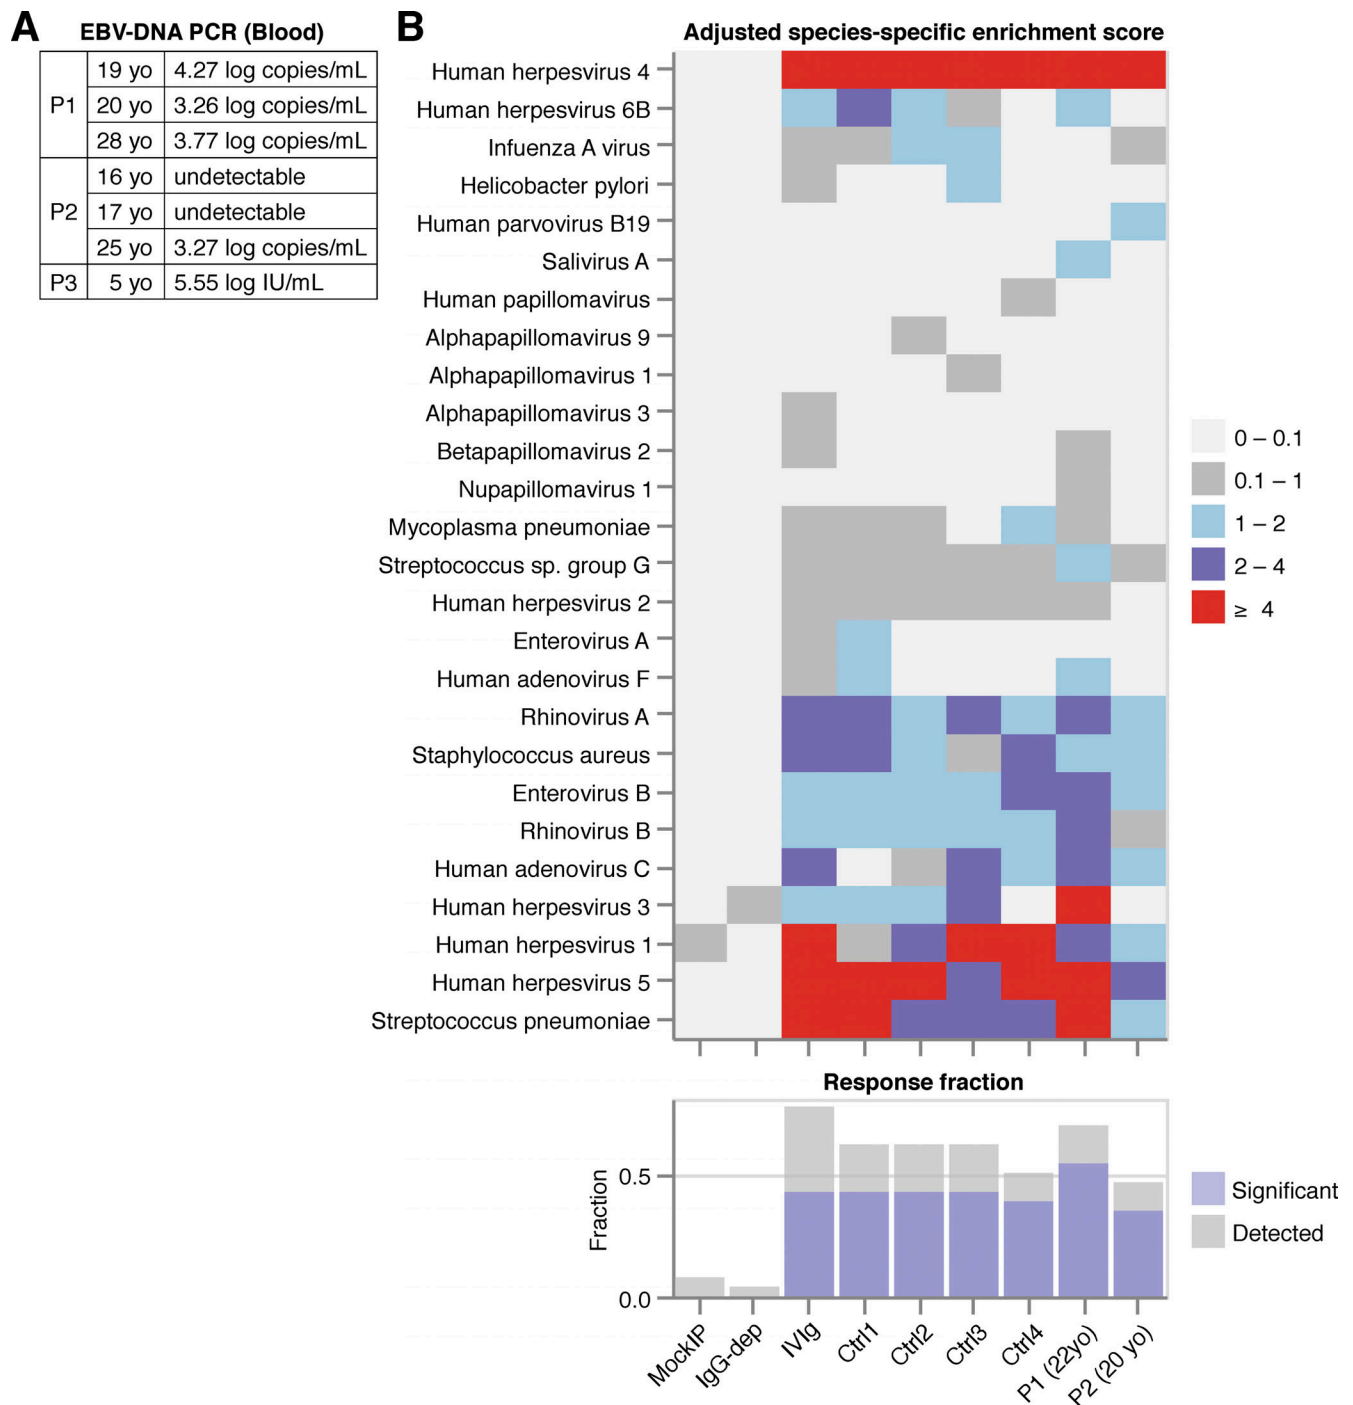 A
EBV-DNA PCR (Blood)
P1
19 yo 4.27 log copies/mL
20 yo 3.26 log copies/mL
28 yo 3.77 log copies/mL
P2
16 yo undetectable
17 yo undetectable
25 yo 3.27 log copies/mL
P3 5 yo 5.55 log IU/mL
B
Adjusted species-specific enrichment score
Human herpesvirus 4
Human herpesvirus 6B
Infuenza A virus
Helicobacter pylori
Human parvovirus B19
Salivirus A
Human papillomavirus
Alphapapillomavirus 9
Alphapapillomavirus 1
Alphapapillomavirus 3
Betapapillomavirus 2
Nupapillomavirus 1
Mycoplasma pneumoniae
Streptococcus sp. group G
Human herpesvirus 2
Enterovirus A
Human adenovirus F
Rhinovirus A
Staphylococcus aureus
Enterovirus B
Rhinovirus B
Human adenovirus C
Human herpesvirus 3
Human herpesvirus 1
Human herpesvirus 5
Streptococcus pneumoniae
0 – 0.1
0.1 – 1
1 – 2
2 – 4
≥ 4
Response fraction
Fraction
0.5
0.0
Significant
Detected
MockIP
IgG-dep
IVIg
Ctrl1
Ctrl2
Ctrl3
Ctrl4
P1 (22yo)
P2 (20 yo)